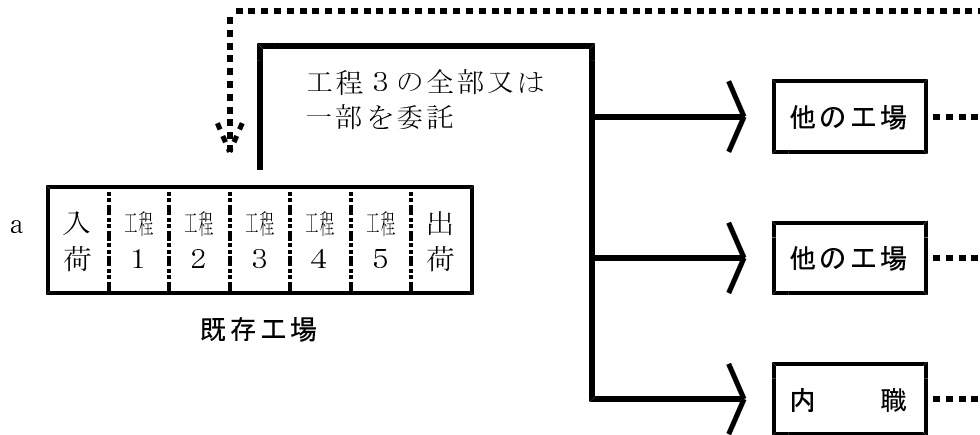 工程３の全部又は
一部を委託
他の工場
a
入荷
工程1
工程2
工程3
工程4
工程5
出荷
他の工場
既存工場
内　　職